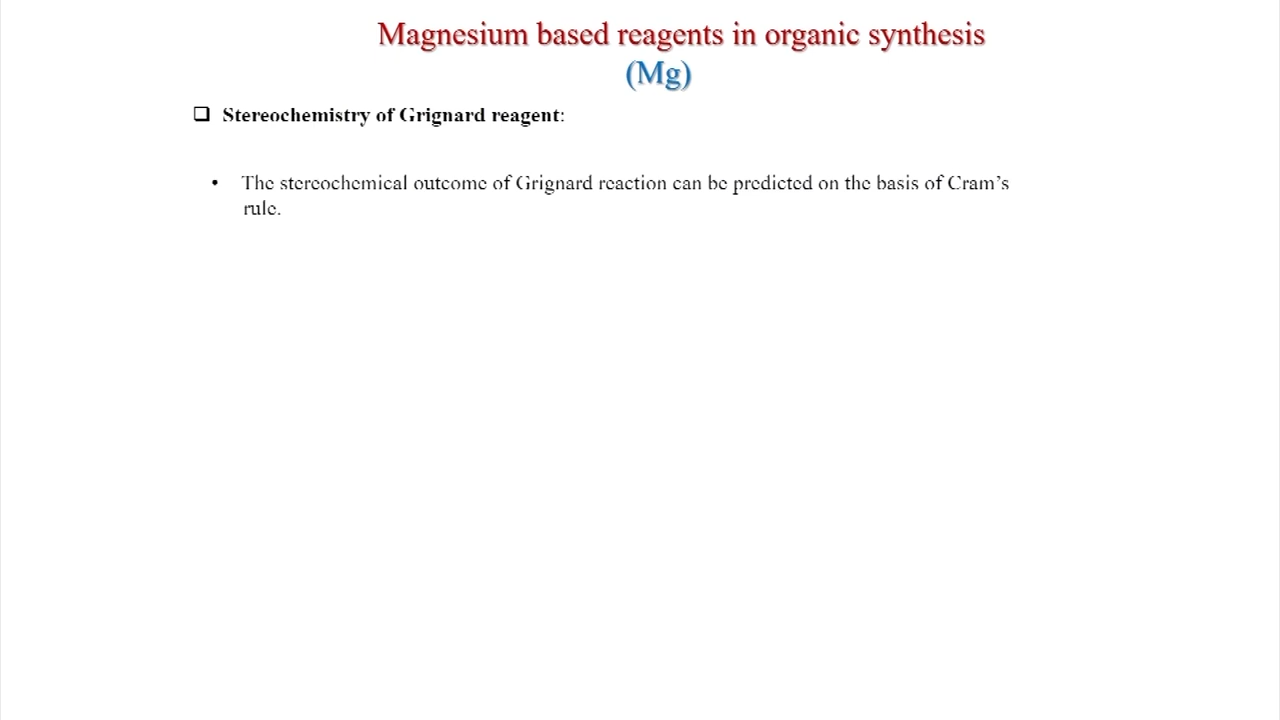 Magnesium based reagents in organic synthesis
(Mg)
❑ Stereochemistry of Grignard reagent:
• The stereochemical outcome of Grignard reaction can be predicted on the basis of Cram's
rule.